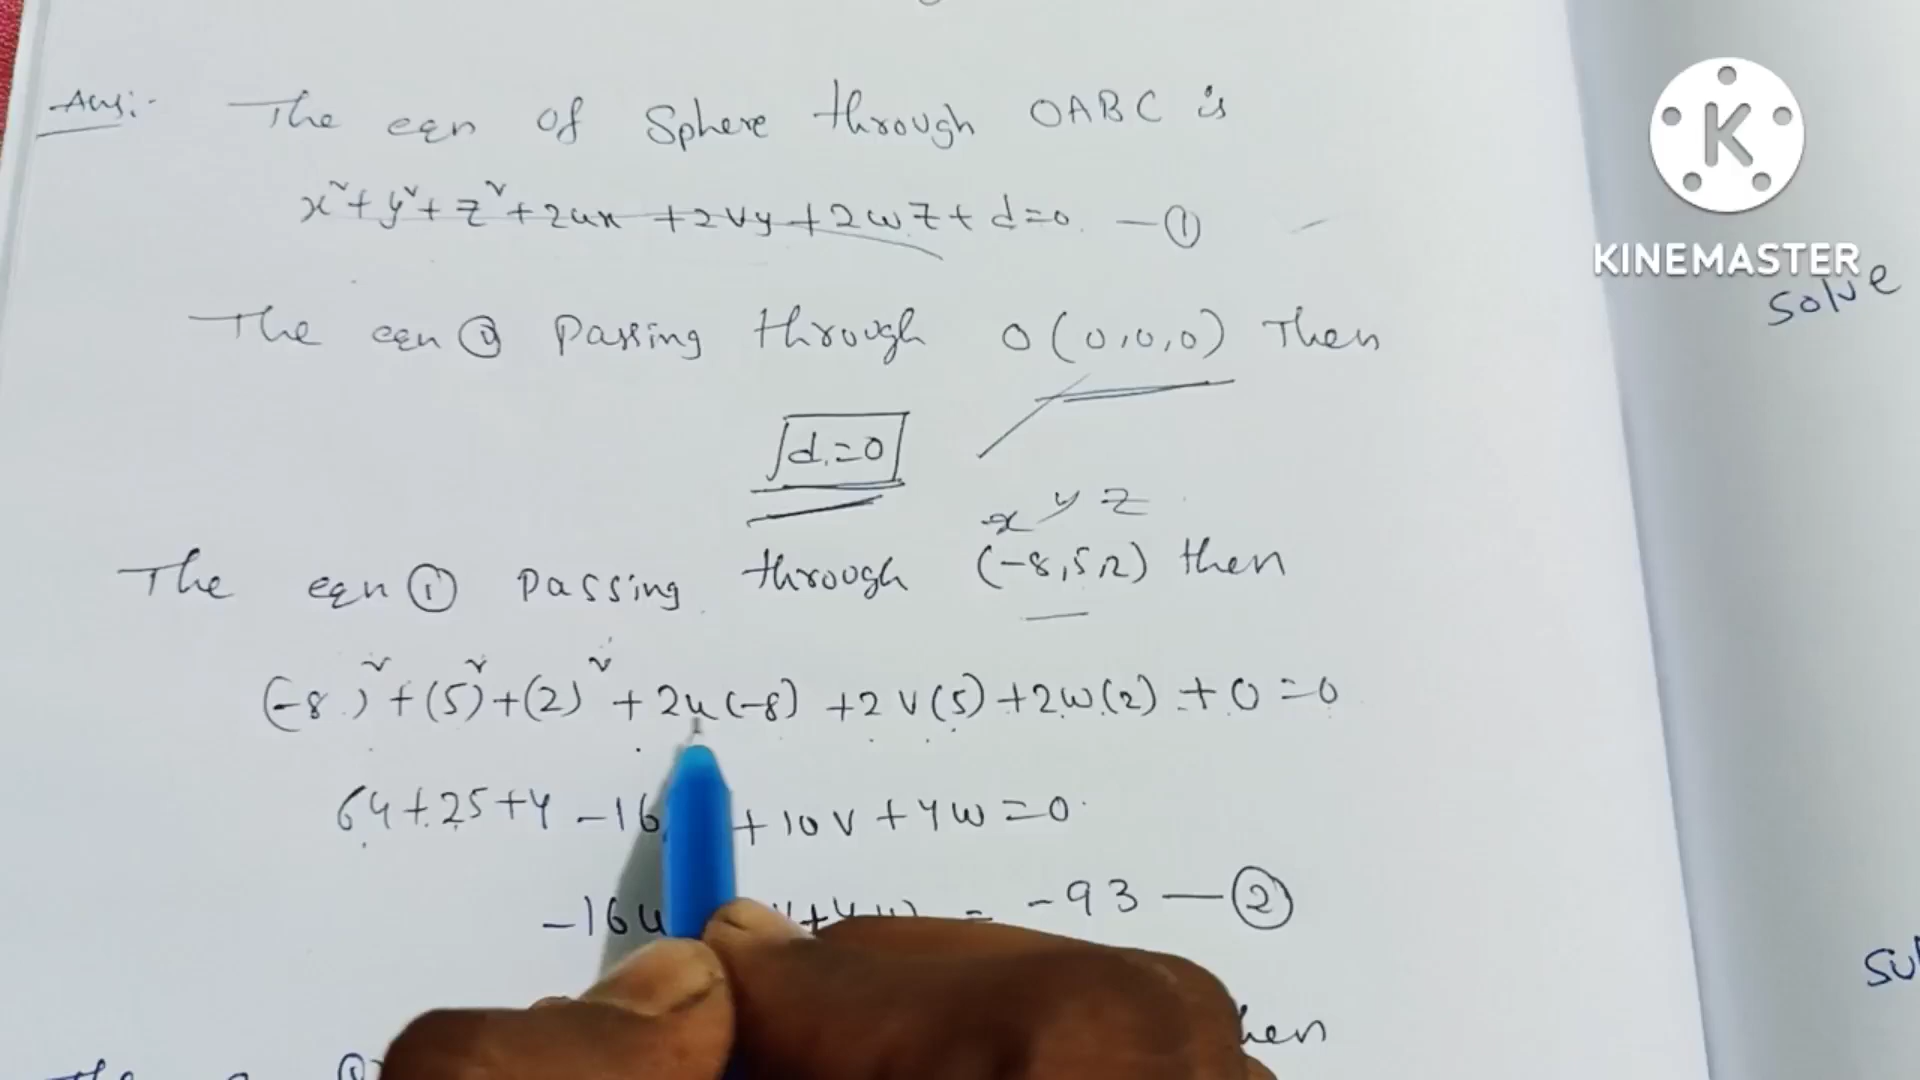 Ans:- The eqn of Sphere through OABC is
x² + y² + z² + 2ux + 2vy + 2wz + d = 0 — ①
The eqn ① Passing through O (0,0,0) Then
d = 0
x y z
The eqn ① passing through (-8,5,2) then
(-8)² + (5)² + (2)² + 2u(-8) + 2v(5) + 2w(2) + 0 = 0
64 + 25 + 4 - 16 + 10v + 4w = 0
-16u + 4w = -93 — ②
K
KINEMASTER
Solve